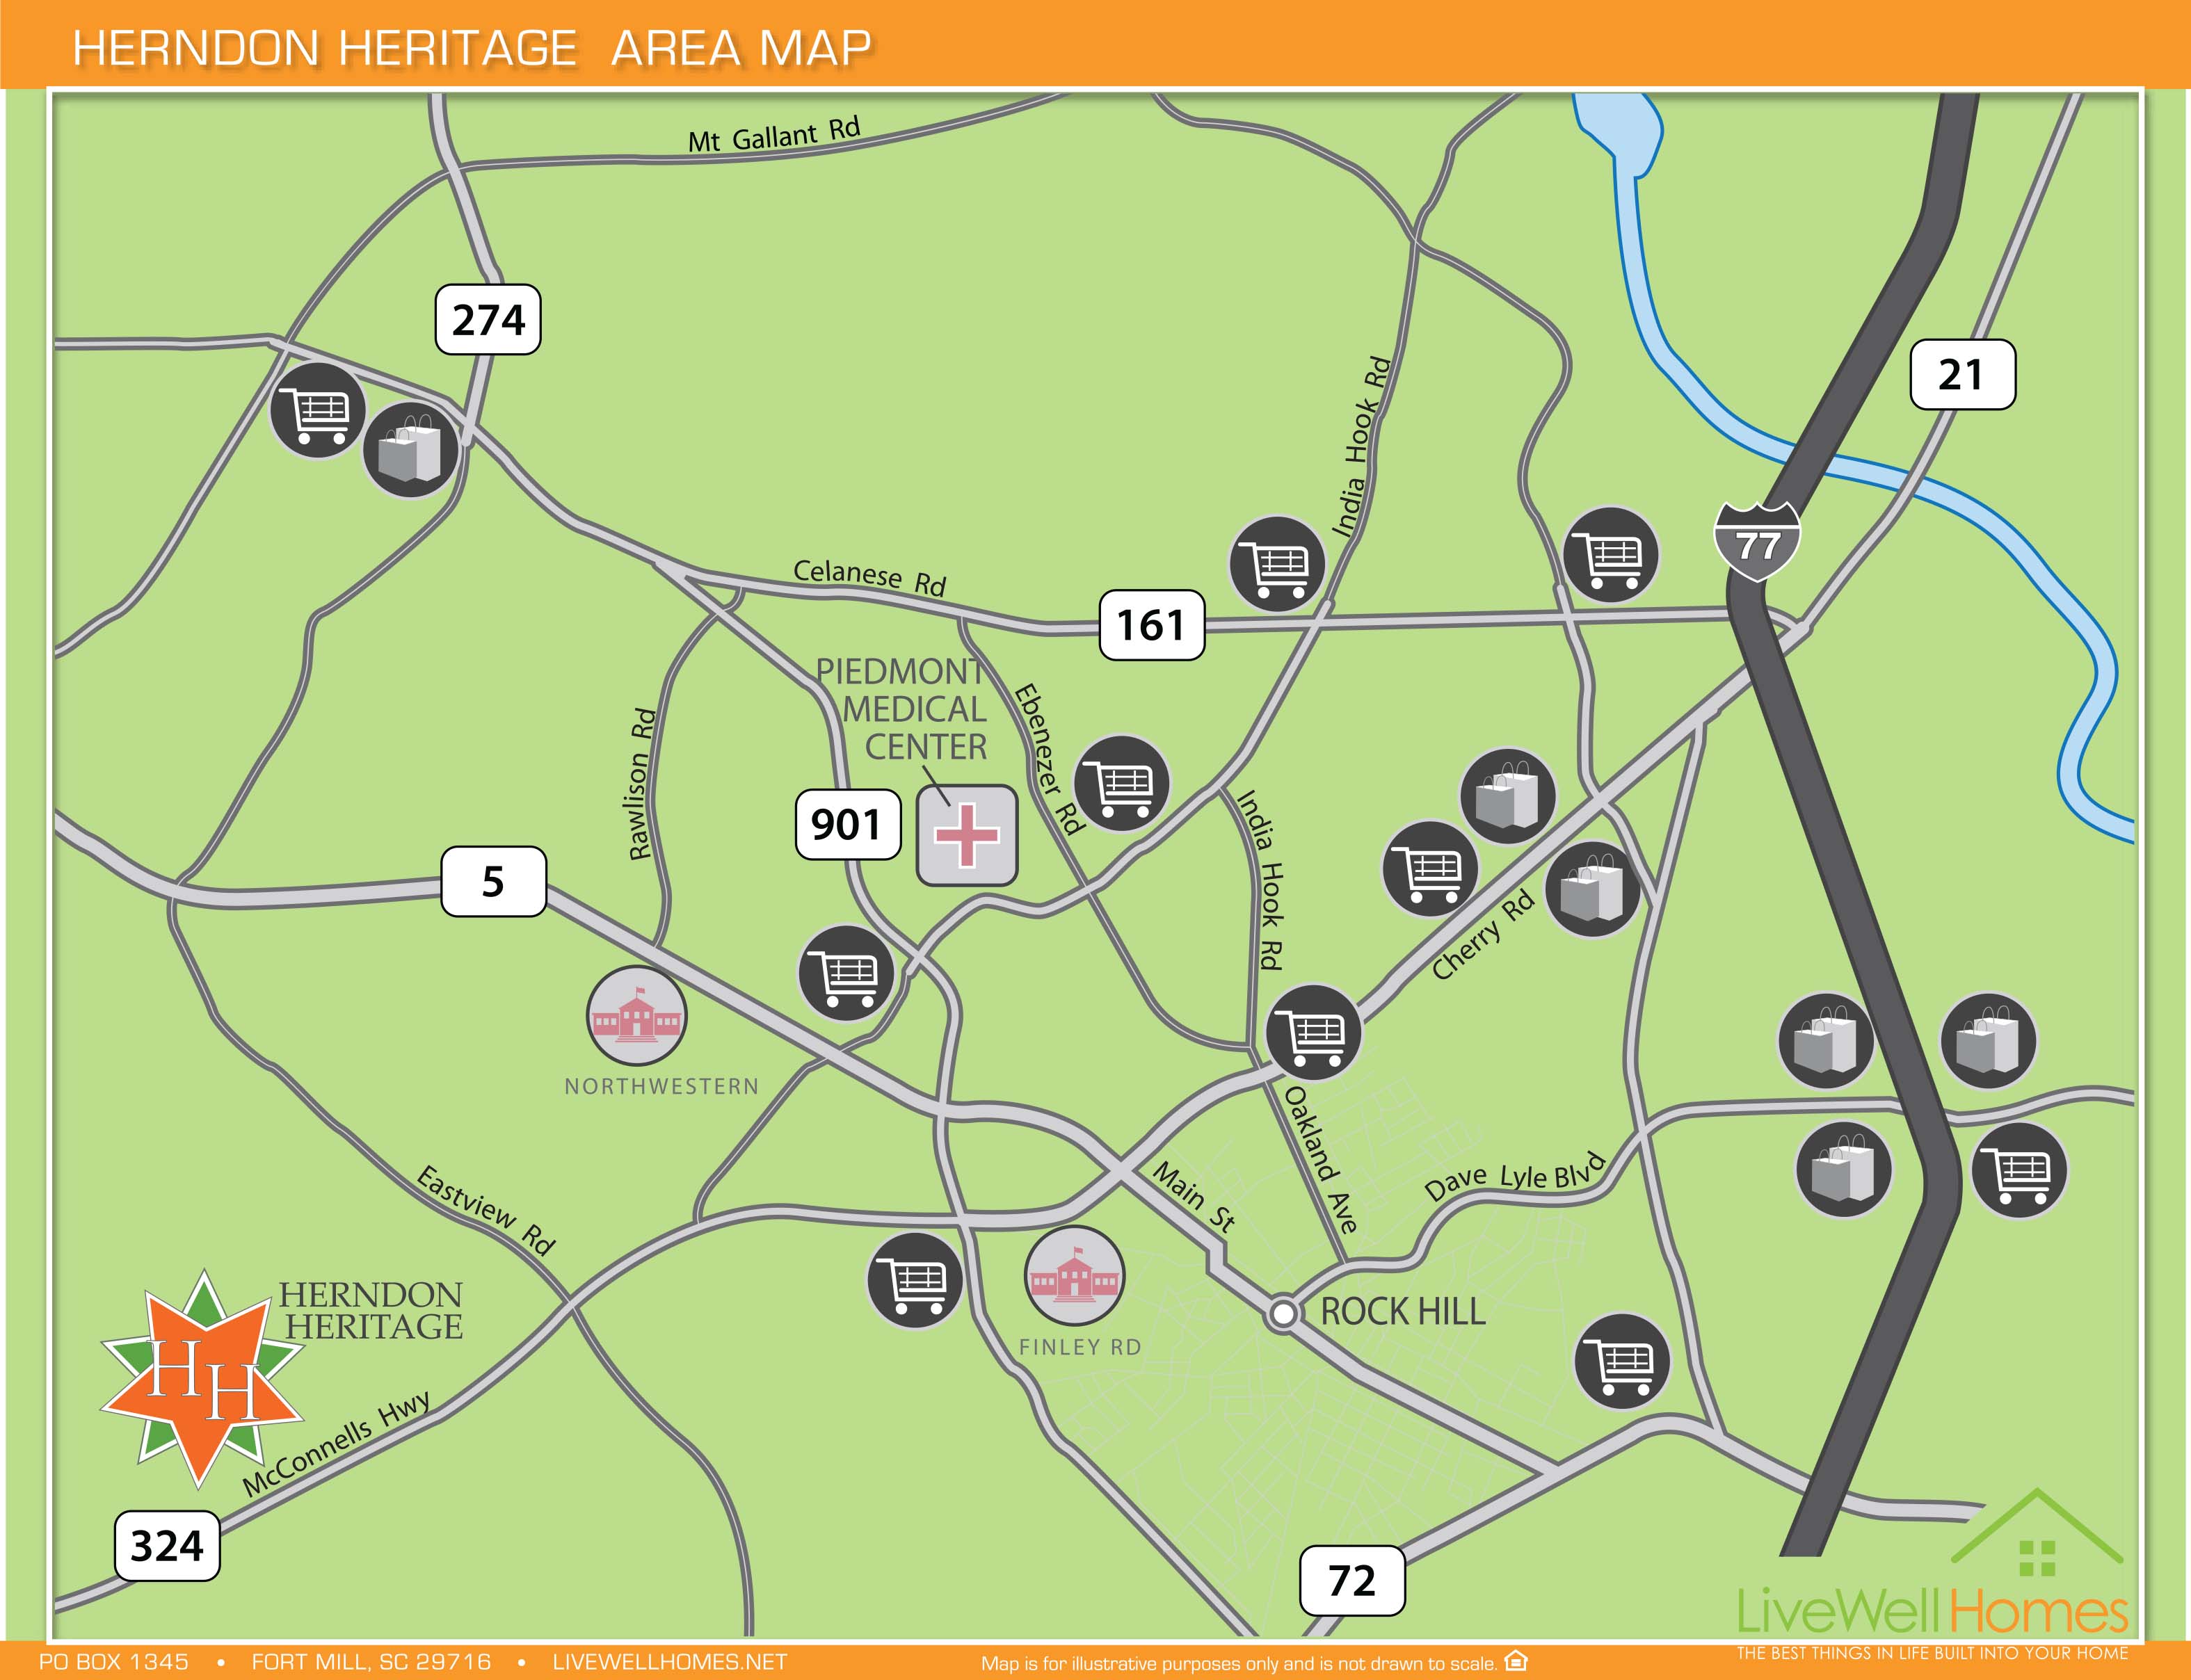 HERNDON HERITAGE AREA MAP
Mt Gallant Rd
274
21
India Hook Rd
77
Celanese Rd
161
PIEDMONT
MEDICAL
CENTER
Ebenezer Rd
Rawlison Rd
901
India Hook Rd
5
Cherry Rd
NORTHWESTERN
Oakland Ave
Main St
Dave Lyle Blvd
Eastview Rd
HERNDON
HERITAGE
HH
ROCK HILL
FINLEY RD
McConnells Hwy
324
72
LiveWell Homes
THE BEST THINGS IN LIFE BUILT INTO YOUR HOME
PO BOX 1345 • FORT MILL, SC 29716 • LIVEWELLHOMES.NET
Map is for illustrative purposes only and is not drawn to scale.